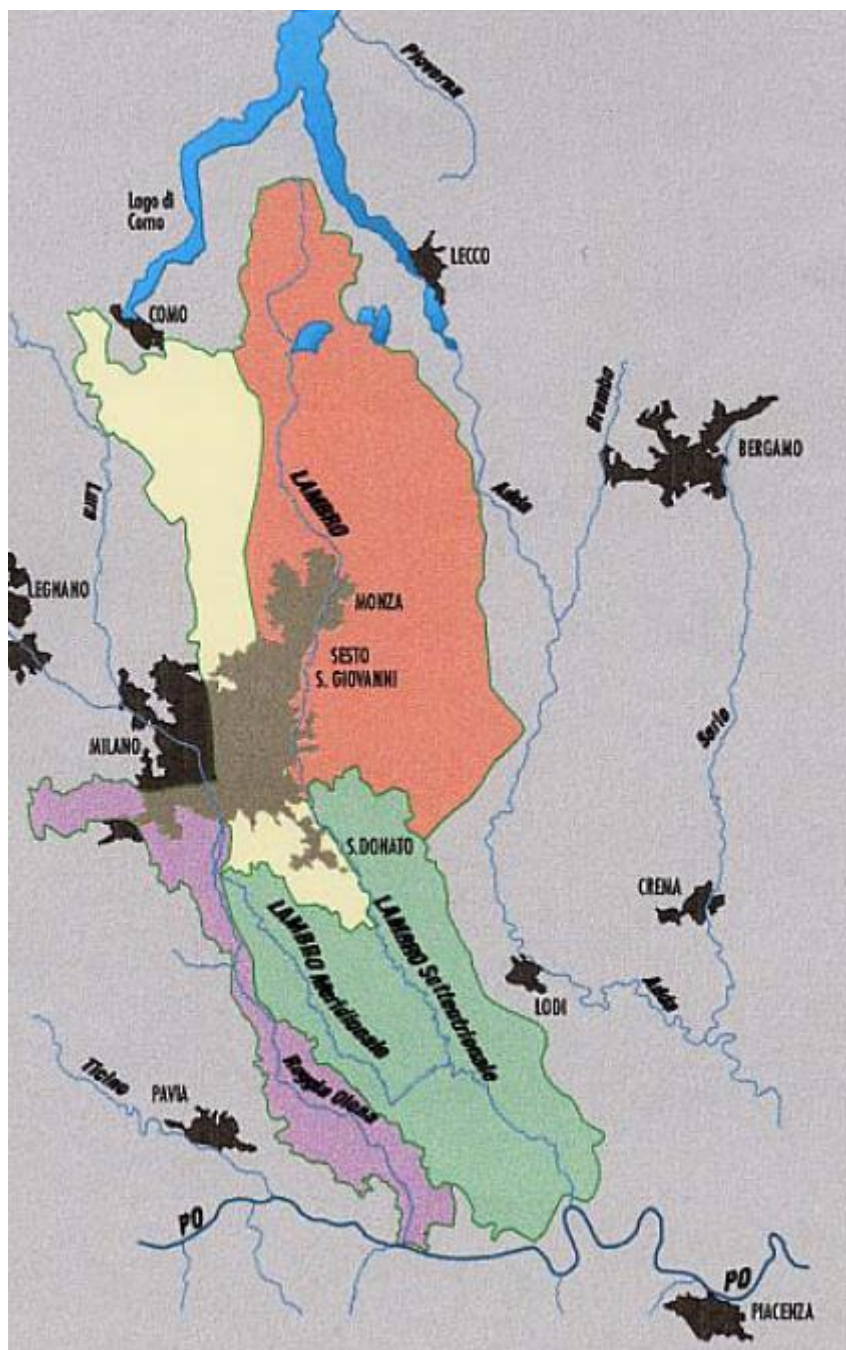 Pioverna
Lago di
Como
LECCO
COMO
Brembo
BERGAMO
Lura
LAMBRO
Adda
LEGNANO
MONZA
SESTO
S. GIOVANNI
Serio
MILANO
S. DONATO
CREMA
LAMBRO Meridionale
LAMBRO Settentrionale
LODI
Adda
Ticino
PAVIA
Roggia Olona
PO
PO
PIACENZA